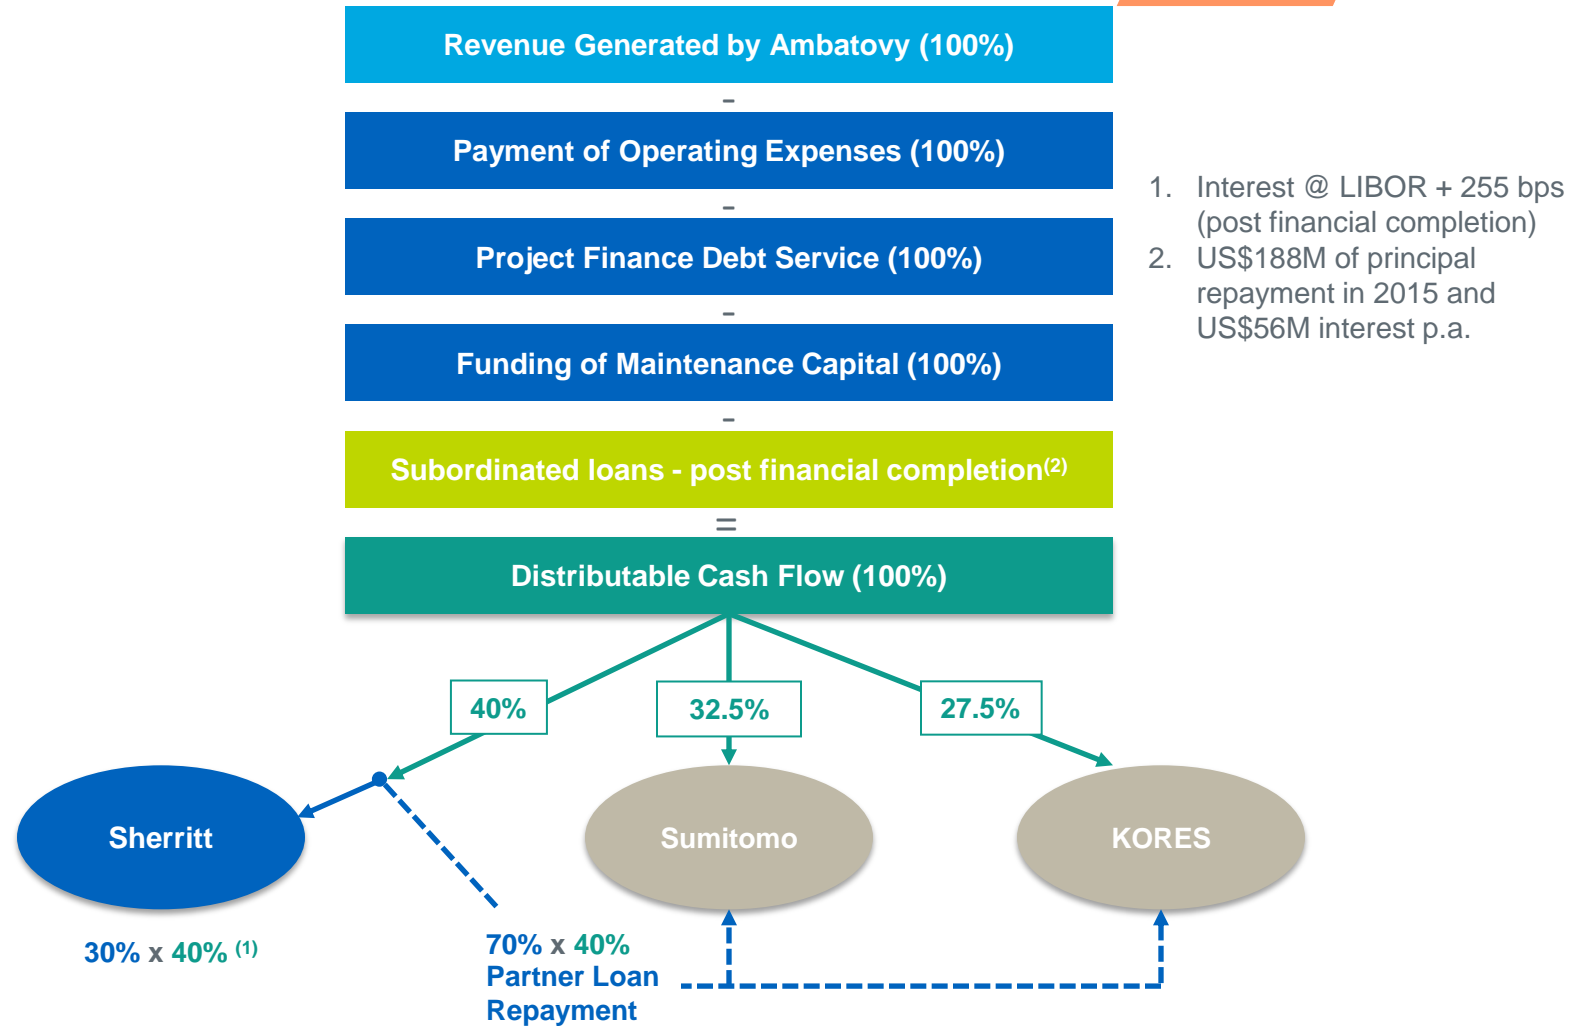 Revenue Generated by Ambatovy (100%)
-
Payment of Operating Expenses (100%)
-
Project Finance Debt Service (100%)
-
Funding of Maintenance Capital (100%)
-
Subordinated loans - post financial completion(2)
=
Distributable Cash Flow (100%)
1. Interest @ LIBOR + 255 bps
(post financial completion)
2. US$188M of principal
repayment in 2015 and
US$56M interest p.a.
40%
32.5%
27.5%
Sherritt
Sumitomo
KORES
30% x 40% (1)
70% x 40%
Partner Loan
Repayment